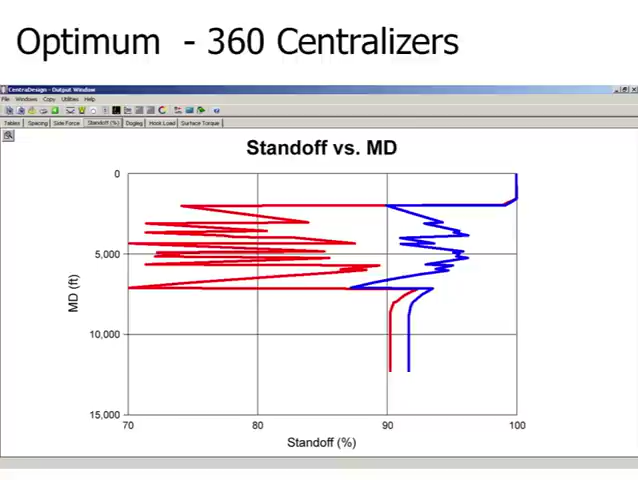 Optimum - 360 Centralizers
CentraDesign - Output Window
File Windows Copy Utilities Help
Tables Spacing Side Force Standoff (%) Dogleg Hook Load Surface Torque
Standoff vs. MD
0
5,000
10,000
15,000
MD (ft)
70 80 90 100
Standoff (%)